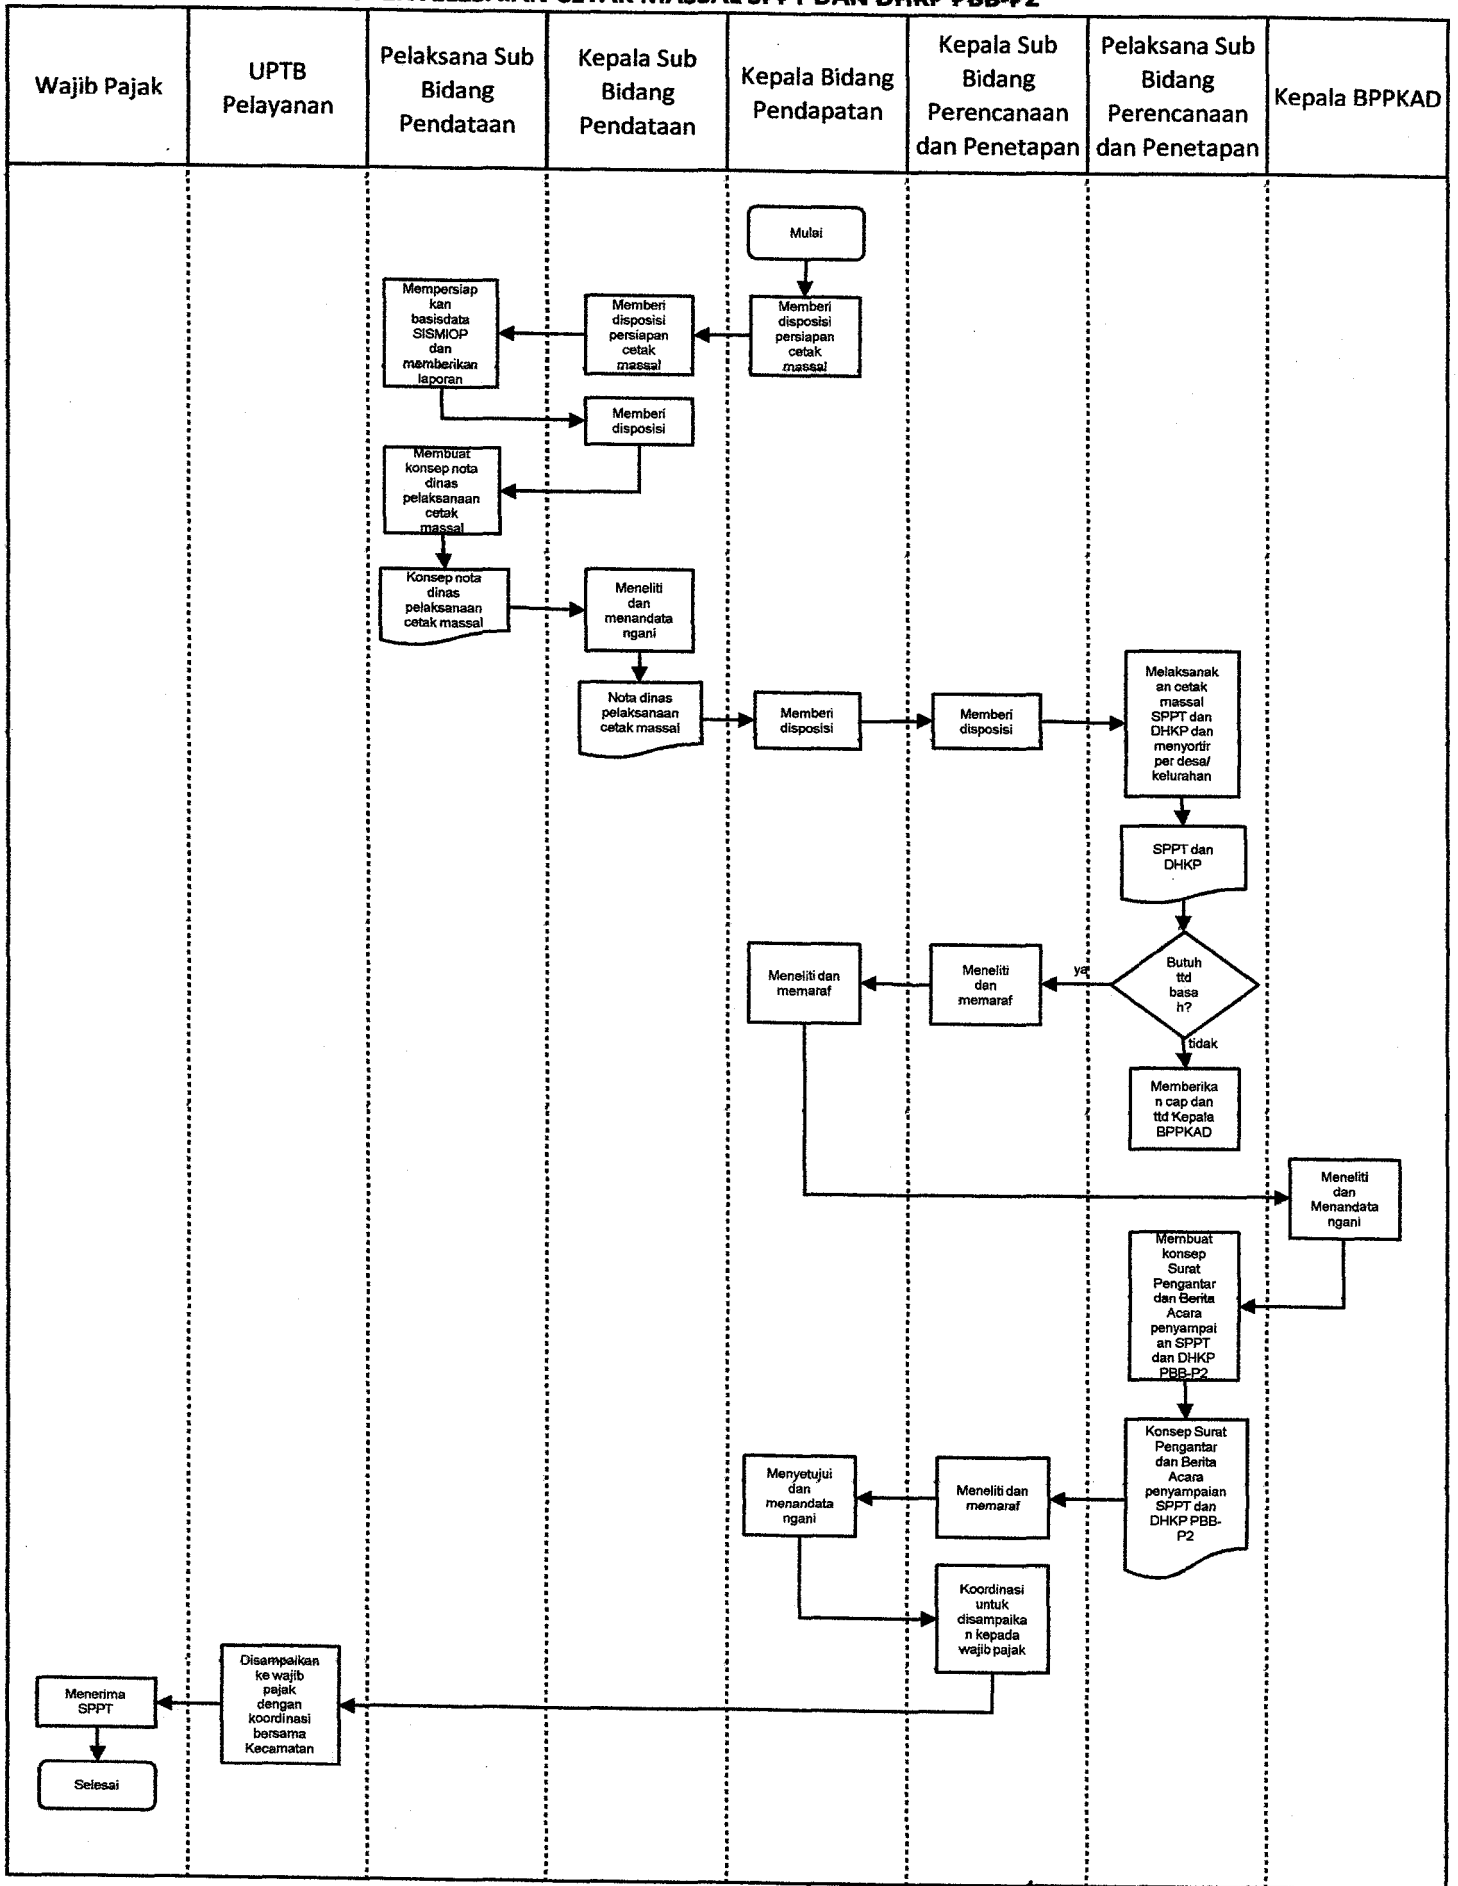 CETAK MASSAL SPPT DAN DHKP PBB-P2
Wajib Pajak
UPTB
Pelayanan
Pelaksana Sub
Bidang
Pendataan
Kepala Sub
Bidang
Pendataan
Kepala Bidang
Pendapatan
Kepala Sub
Bidang
Perencanaan
dan Penetapan
Pelaksana Sub
Bidang
Perencanaan
dan Penetapan
Kepala BPPKAD
Mulai
Memberi
disposisi
persiapan
cetak
massal
Memberi
disposisi
persiapan
cetak
massal
Mempersiap
kan
basisdata
SISMIOP
dan
memberikan
laporan
Memberi
disposisi
Membuat
konsep nota
dinas
pelaksanaan
cetak
massal
Konsep nota
dinas
pelaksanaan
cetak massal
Meneliti
dan
menandata
ngani
Nota dinas
pelaksanaan
cetak massal
Memberi
disposisi
Memberi
disposisi
Melaksanak
an cetak
massal
SPPT dan
DHKP dan
menyortir
per desa/
kelurahan
SPPT dan
DHKP
Butuh
ttd
basa
h?
ya
Meneliti
dan
memaraf
Meneliti dan
memaraf
tidak
Memberika
n cap dan
ttd Kepala
BPPKAD
Meneliti
dan
Menandata
ngani
Membuat
konsep
Surat
Pengantar
dan Berita
Acara
penyampai
an SPPT
dan DHKP
PBB-P2
Konsep Surat
Pengantar
dan Berita
Acara
penyampaian
SPPT dan
DHKP PBB-
P2
Meneliti dan
memaraf
Menyetujui
dan
menandata
ngani
Koordinasi
untuk
disampaika
n kepada
wajib pajak
Disampaikan
ke wajib
pajak
dengan
koordinasi
bersama
Kecamatan
Menerima
SPPT
Selesai